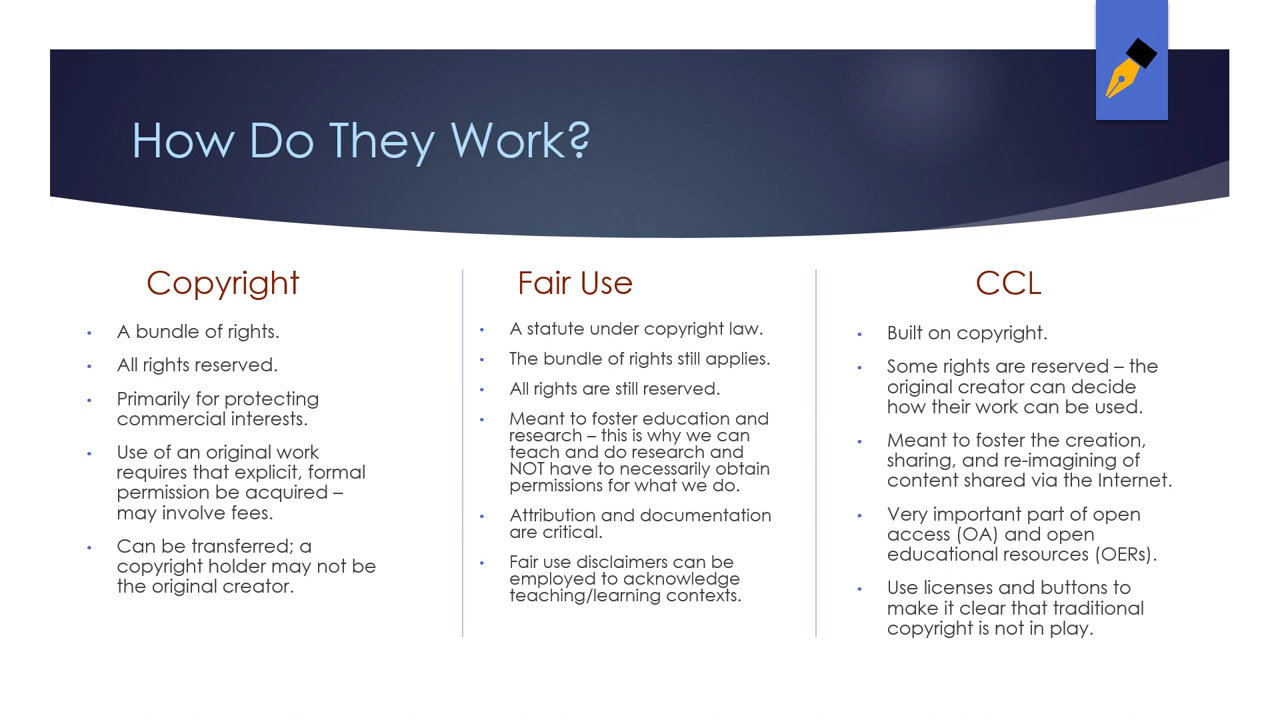 How Do They Work?
Copyright
• A bundle of rights.
• All rights reserved.
• Primarily for protecting
commercial interests.
• Use of an original work
requires that explicit, formal
permission be acquired –
may involve fees.
• Can be transferred; a
copyright holder may not be
the original creator.
Fair Use
• A statute under copyright law.
• The bundle of rights still applies.
• All rights are still reserved.
• Meant to foster education and
research – this is why we can
teach and do research and
NOT have to necessarily obtain
permissions for what we do.
• Attribution and documentation
are critical.
• Fair use disclaimers can be
employed to acknowledge
teaching/learning contexts.
CCL
• Built on copyright.
• Some rights are reserved – the
original creator can decide
how their work can be used.
• Meant to foster the creation,
sharing, and re-imagining of
content shared via the Internet.
• Very important part of open
access (OA) and open
educational resources (OERs).
• Use licenses and buttons to
make it clear that traditional
copyright is not in play.